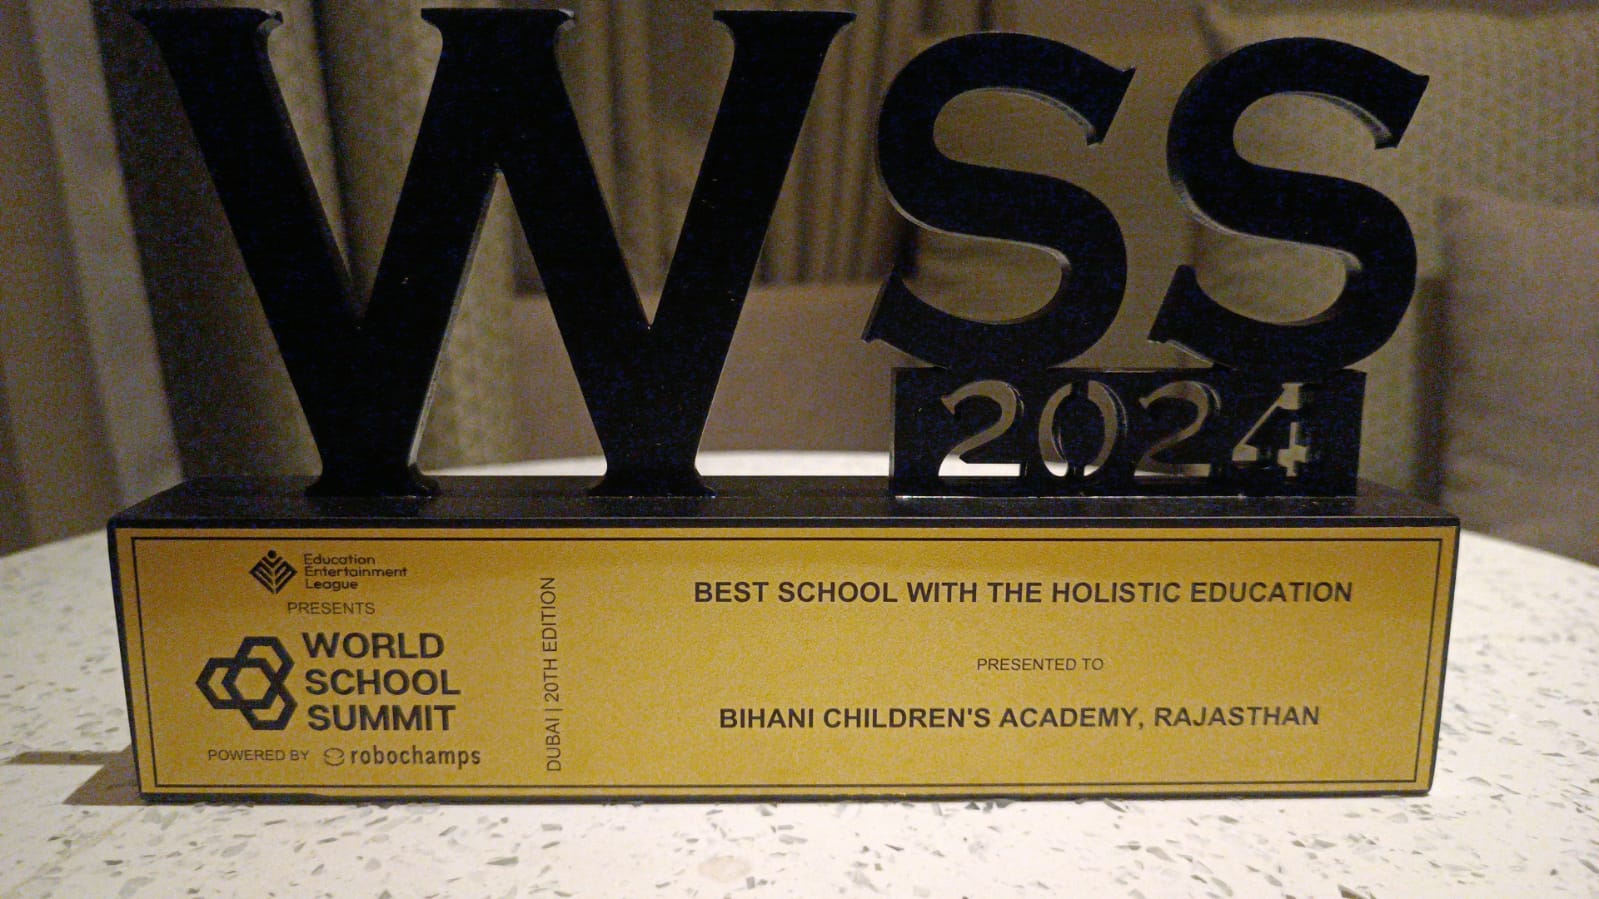 WSS
2024
Education
Entertainment
League
PRESENTS
WORLD
SCHOOL
SUMMIT
POWERED BY robochamps
DUBAI | 20TH EDITION
BEST SCHOOL WITH THE HOLISTIC EDUCATION
PRESENTED TO
BIHANI CHILDREN'S ACADEMY, RAJASTHAN